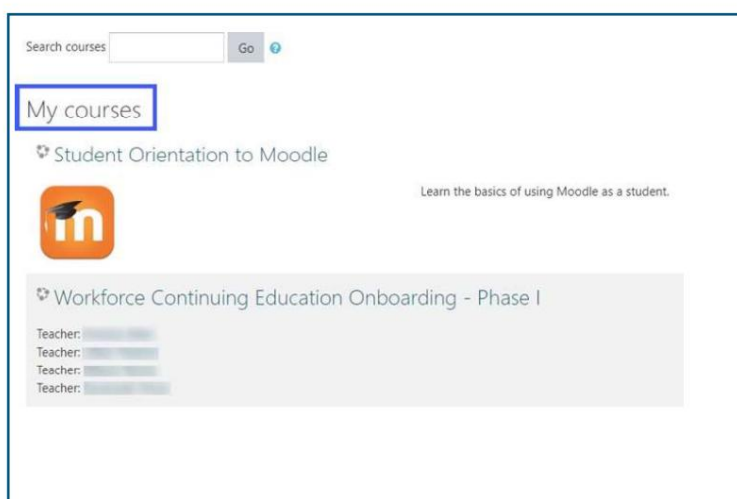 Search courses Go
My courses
Student Orientation to Moodle
Learn the basics of using Moodle as a student.
m
Workforce Continuing Education Onboarding - Phase I
Teacher:
Teacher:
Teacher:
Teacher: